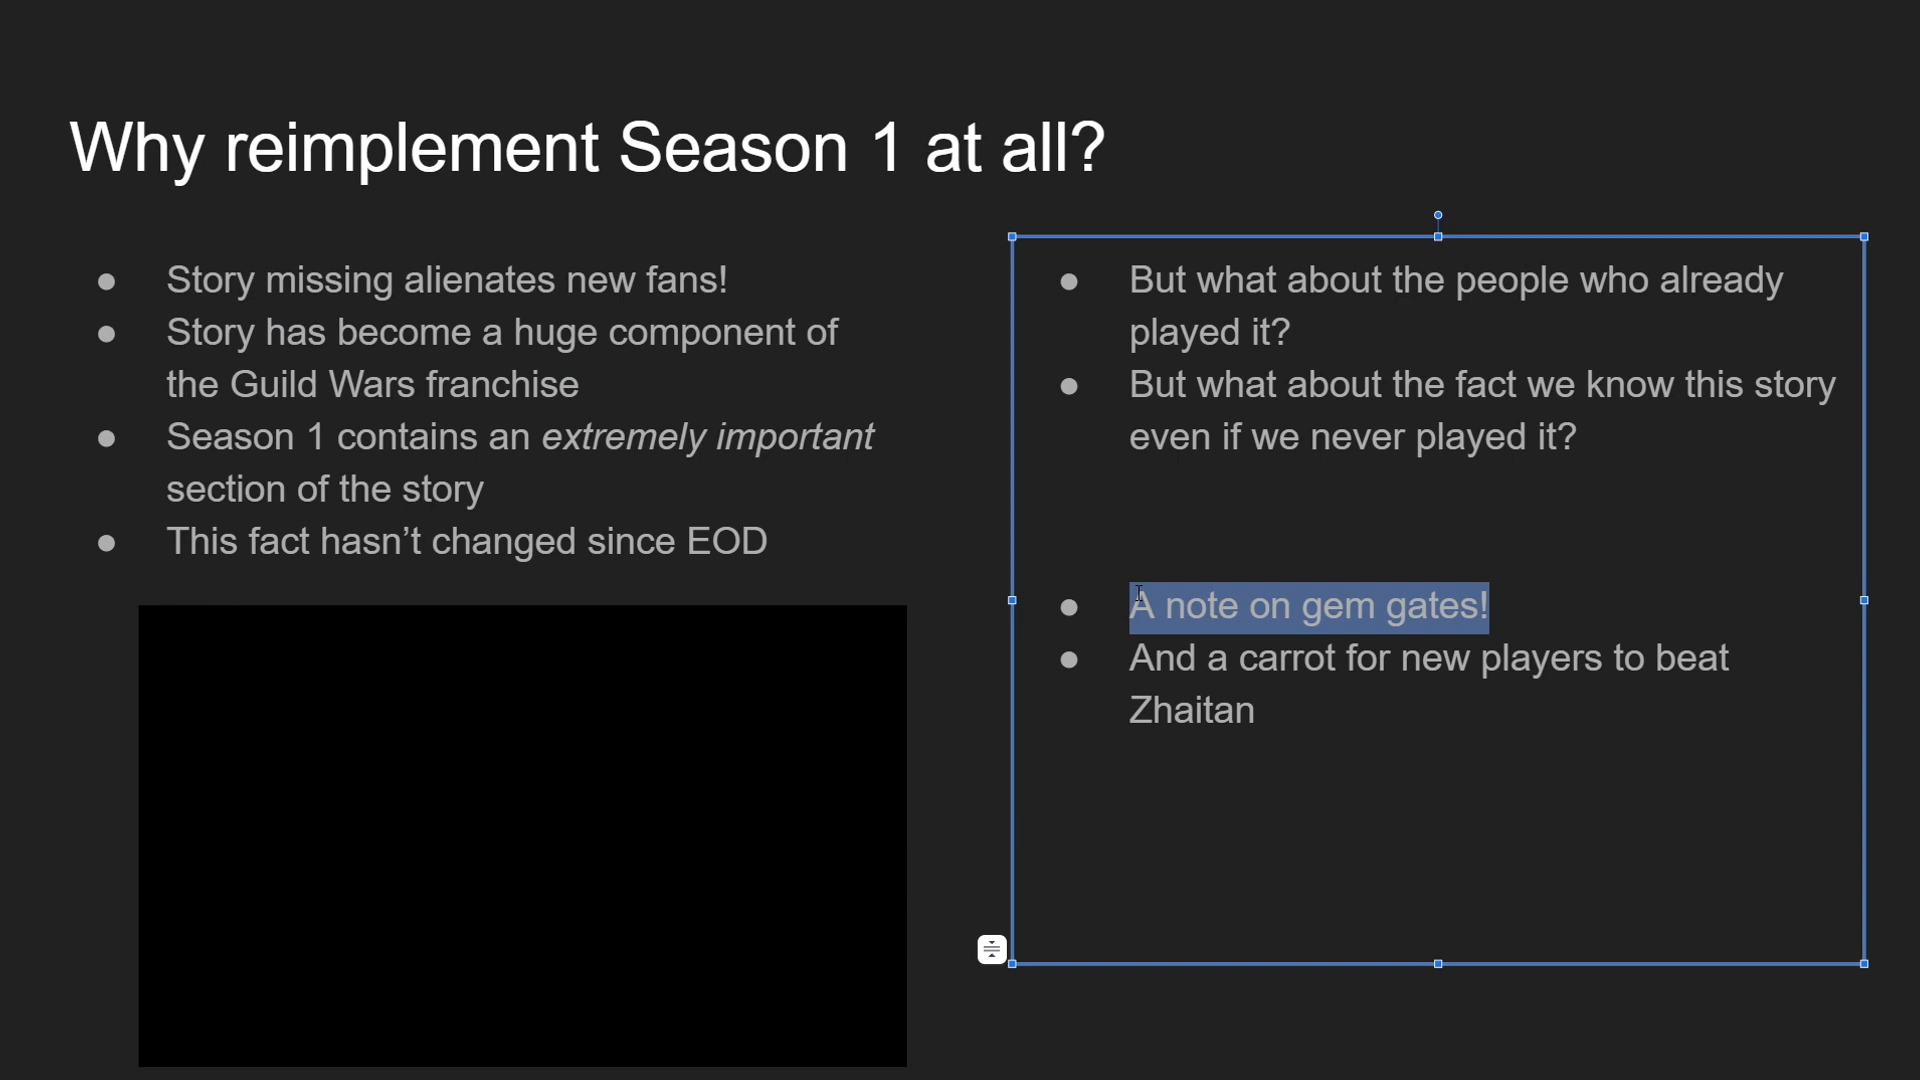 Why reimplement Season 1 at all?
● Story missing alienates new fans!
● Story has become a huge component of
the Guild Wars franchise
● Season 1 contains an extremely important
section of the story
● This fact hasn’t changed since EOD
● But what about the people who already
played it?
● But what about the fact we know this story
even if we never played it?
● A note on gem gates!
● And a carrot for new players to beat
Zhaitan